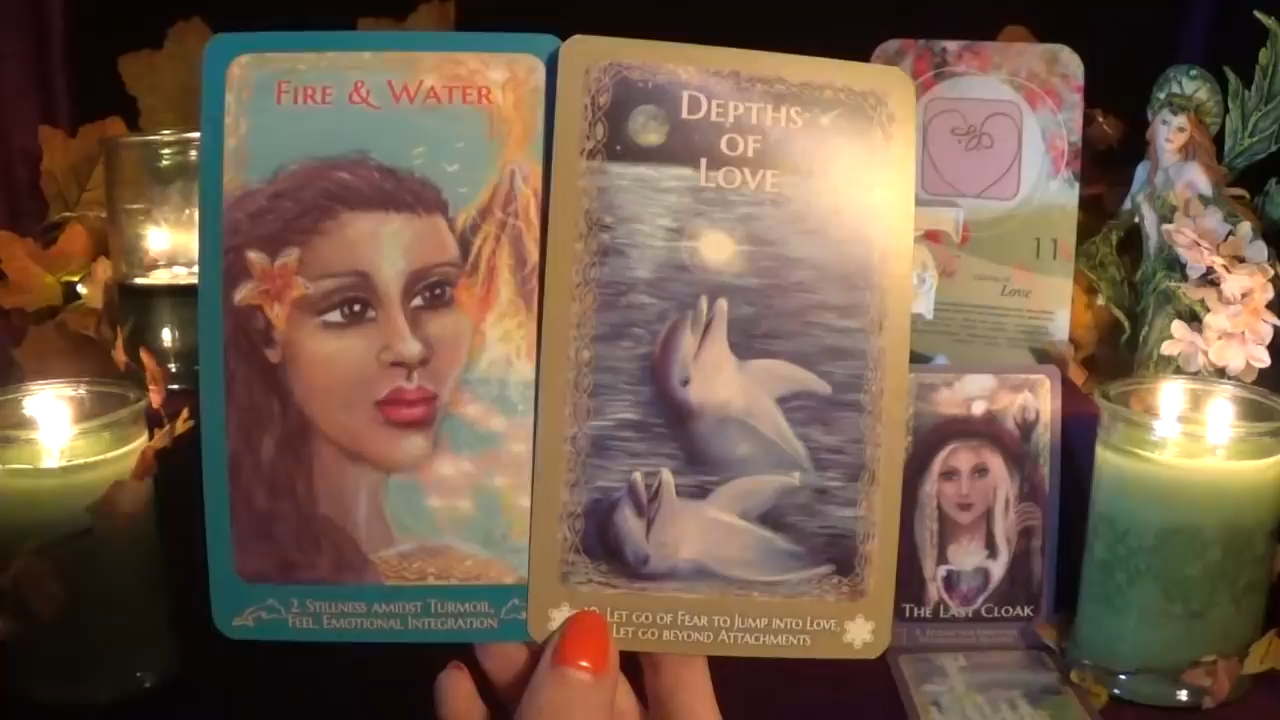 FIRE & WATER
2. STILLNESS AMIDST TURMOIL,
FEEL, EMOTIONAL INTEGRATION
DEPTHS
OF
LOVE
LET GO OF FEAR TO JUMP INTO LOVE,
LET GO BEYOND ATTACHMENTS
11
Love
THE LAST CLOAK